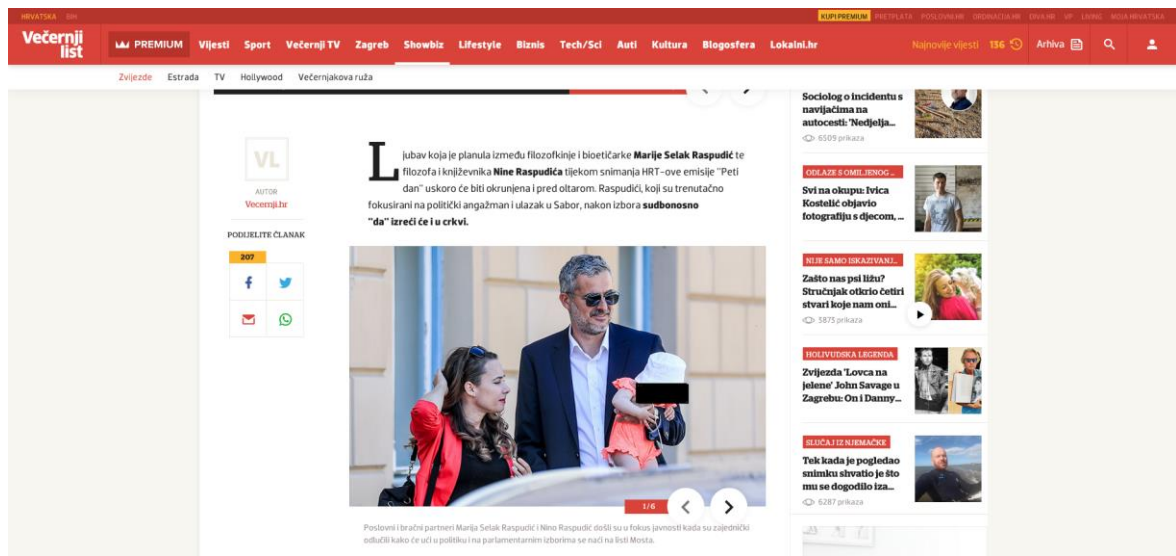 HRVATSKA BIH
KUPI PREMIUM PRETPLATA POSLOVNI.HR ORDINACIJA.HR DIVA.HR VP LIVING MOJA HRVATSKA
Večernji
list
PREMIUM Vijesti Sport Večernji TV Zagreb Showbiz Lifestyle Biznis Tech/Sci Auti Kultura Blogosfera Lokalni.hr
Najnovije vijesti 136 Arhiva
Zvijezde Estrada TV Hollywood Večernjakova ruža
VL
AUTOR
Vecernji.hr
PODIJELITE ČLANAK
207
Ljubav koja je planula između filozofkinje i bioetičarke Marije Selak Raspudić te
filozofa i književnika Nine Raspudića tijekom snimanja HRT-ove emisije "Peti
dan" uskoro će biti okrunjena i pred oltarom. Raspudići, koji su trenutačno
fokusirani na politički angažman i ulazak u Sabor, nakon izbora sudbonosno
"da" izreći će i u crkvi.
1/6
Poslovni i bračni partneri Marija Selak Raspudić i Nino Raspudić došli su u fokus javnosti kada su zajednički
odlučili kako će ući u politiku i na parlamentarnim izborima se naći na listi Mosta.
Sociolog o incidentu s
navijačima na
autocesti: 'Nedjelja...
6509 prikaza
ODLAZE S OMILJENOG ...
Svi na okupu: Ivica
Kostelić objavio
fotografiju s djecom, ...
NIJE SAMO ISKAZIVANJ...
Zašto nas psi ližu?
Stručnjak otkrio četiri
stvari koje nam oni...
3873 prikaza
HOLIVUDSKA LEGENDA
Zvijezda 'Lovca na
jelene' John Savage u
Zagrebu: On i Danny...
SLUČAJ IZ NJEMAČKE
Tek kada je pogledao
snimku shvatio je što
mu se dogodilo iza...
6287 prikaza